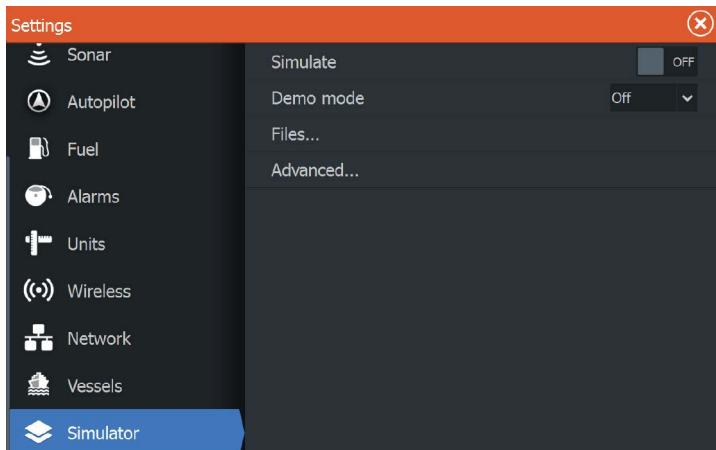 Settings
Sonar
Autopilot
Fuel
Alarms
Units
Wireless
Network
Vessels
Simulator
Simulate OFF
Demo mode Off
Files...
Advanced...